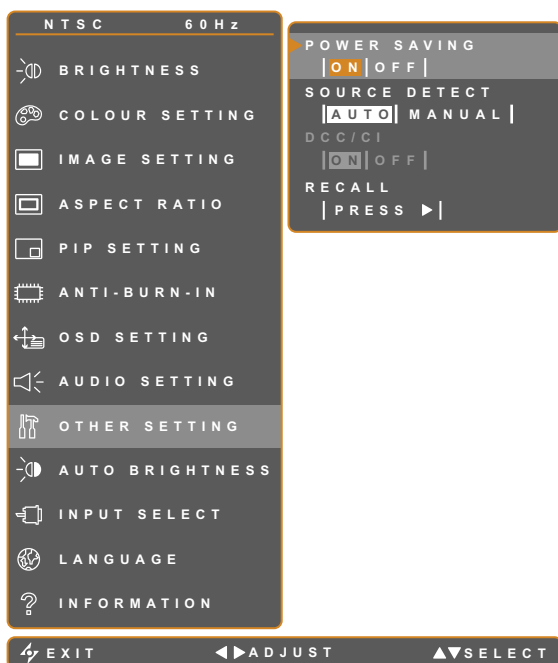 NTSC 60Hz
BRIGHTNESS
COLOUR SETTING
IMAGE SETTING
ASPECT RATIO
PIP SETTING
ANTI-BURN-IN
OSD SETTING
AUDIO SETTING
OTHER SETTING
AUTO BRIGHTNESS
INPUT SELECT
LANGUAGE
INFORMATION
POWER SAVING
ON OFF
SOURCE DETECT
AUTO MANUAL
DCC/CI
ON OFF
RECALL
PRESS
EXIT ADJUST SELECT